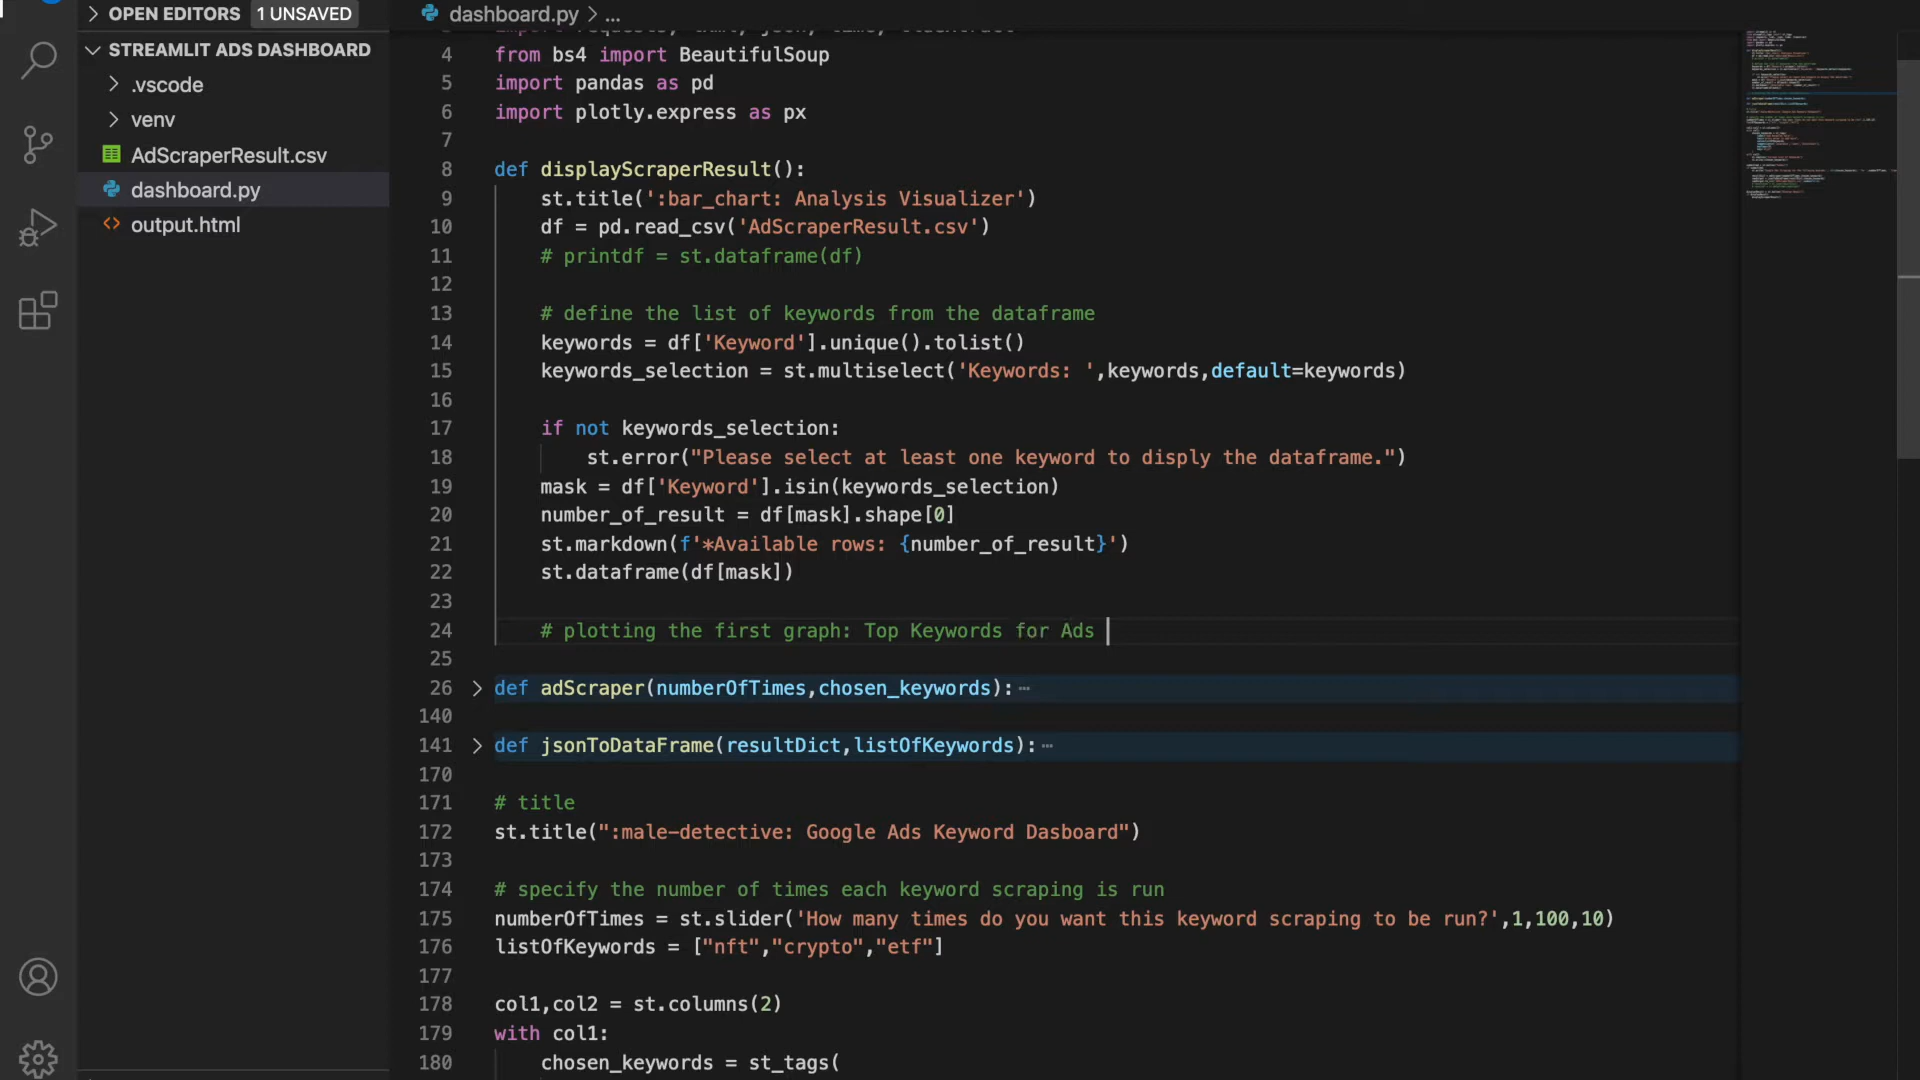 OPEN EDITORS 1 UNSAVED
STREAMLIT ADS DASHBOARD
.vscode
venv
AdScraperResult.csv
dashboard.py
output.html
dashboard.py > ...
4 from bs4 import BeautifulSoup
5 import pandas as pd
6 import plotly.express as px
7
8 def displayScraperResult():
9 st.title(':bar_chart: Analysis Visualizer')
10 df = pd.read_csv('AdScraperResult.csv')
11 # printdf = st.dataframe(df)
12
13 # define the list of keywords from the dataframe
14 keywords = df['Keyword'].unique().tolist()
15 keywords_selection = st.multiselect('Keywords: ',keywords,default=keywords)
16
17 if not keywords_selection:
18 st.error("Please select at least one keyword to disply the dataframe.")
19 mask = df['Keyword'].isin(keywords_selection)
20 number_of_result = df[mask].shape[0]
21 st.markdown(f'*Available rows: {number_of_result}')
22 st.dataframe(df[mask])
23
24 # plotting the first graph: Top Keywords for Ads
25
26 def adScraper(numberOfTimes,chosen_keywords):
140
141 def jsonToDataFrame(resultDict,listOfKeywords):
170
171 # title
172 st.title(":male-detective: Google Ads Keyword Dasboard")
173
174 # specify the number of times each keyword scraping is run
175 numberOfTimes = st.slider('How many times do you want this keyword scraping to be run?',1,100,10)
176 listOfKeywords = ["nft","crypto","etf"]
177
178 col1,col2 = st.columns(2)
179 with col1:
180 chosen_keywords = st_tags(